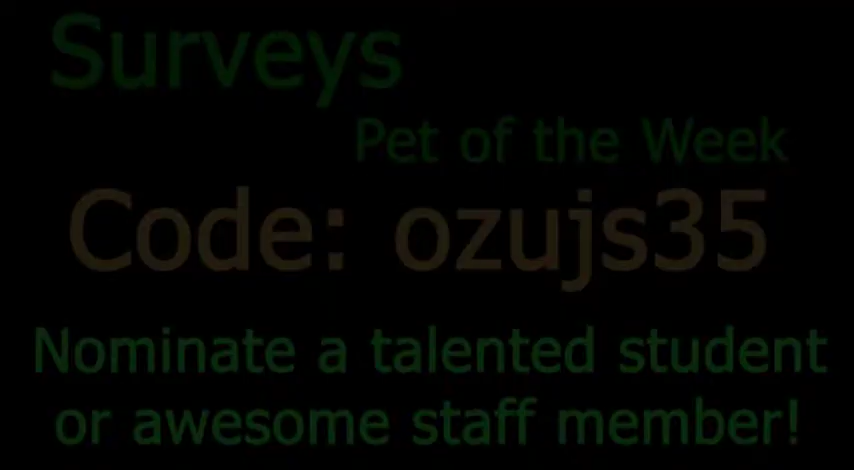 Surveys
Pet of the Week
Code: ozujs35
Nominate a talented student
or awesome staff member!